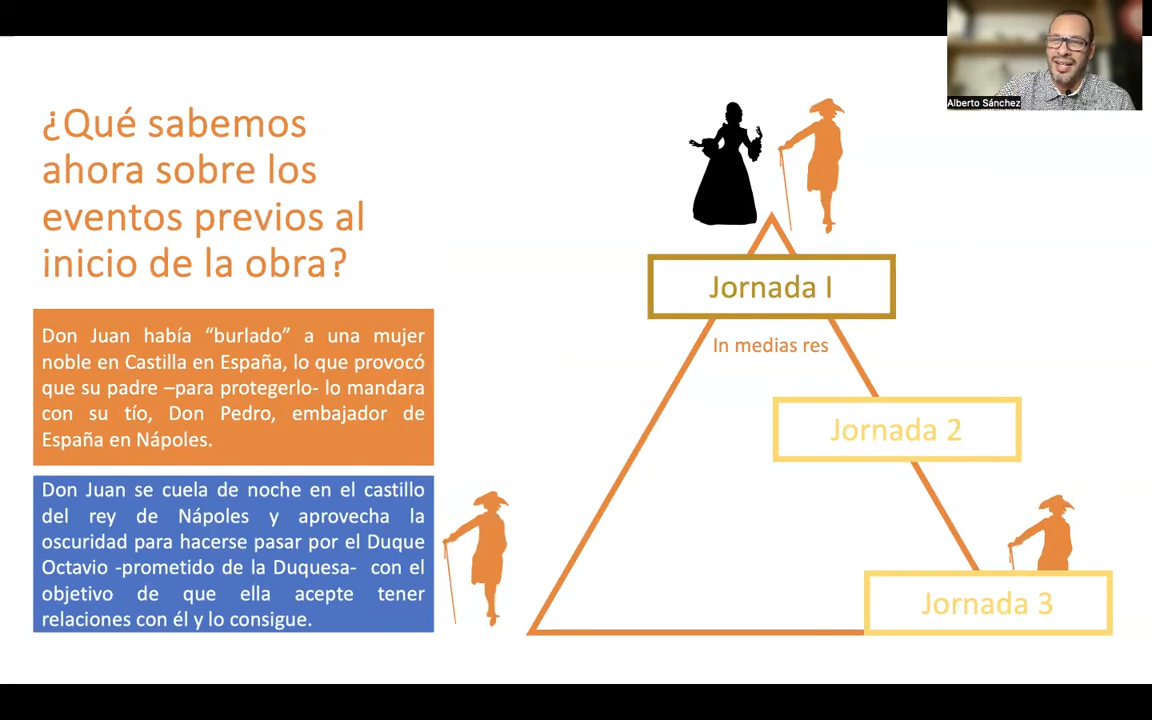 ¿Qué sabemos
ahora sobre los
eventos previos al
inicio de la obra?
Don Juan había “burlado” a una mujer
noble en Castilla en España, lo que provocó
que su padre –para protegerlo- lo mandara
con su tío, Don Pedro, embajador de
España en Nápoles.
Don Juan se cuela de noche en el castillo
del rey de Nápoles y aprovecha la
oscuridad para hacerse pasar por el Duque
Octavio -prometido de la Duquesa- con el
objetivo de que ella acepte tener
relaciones con él y lo consigue.
Jornada I
In medias res
Jornada 2
Jornada 3
Alberto Sánchez